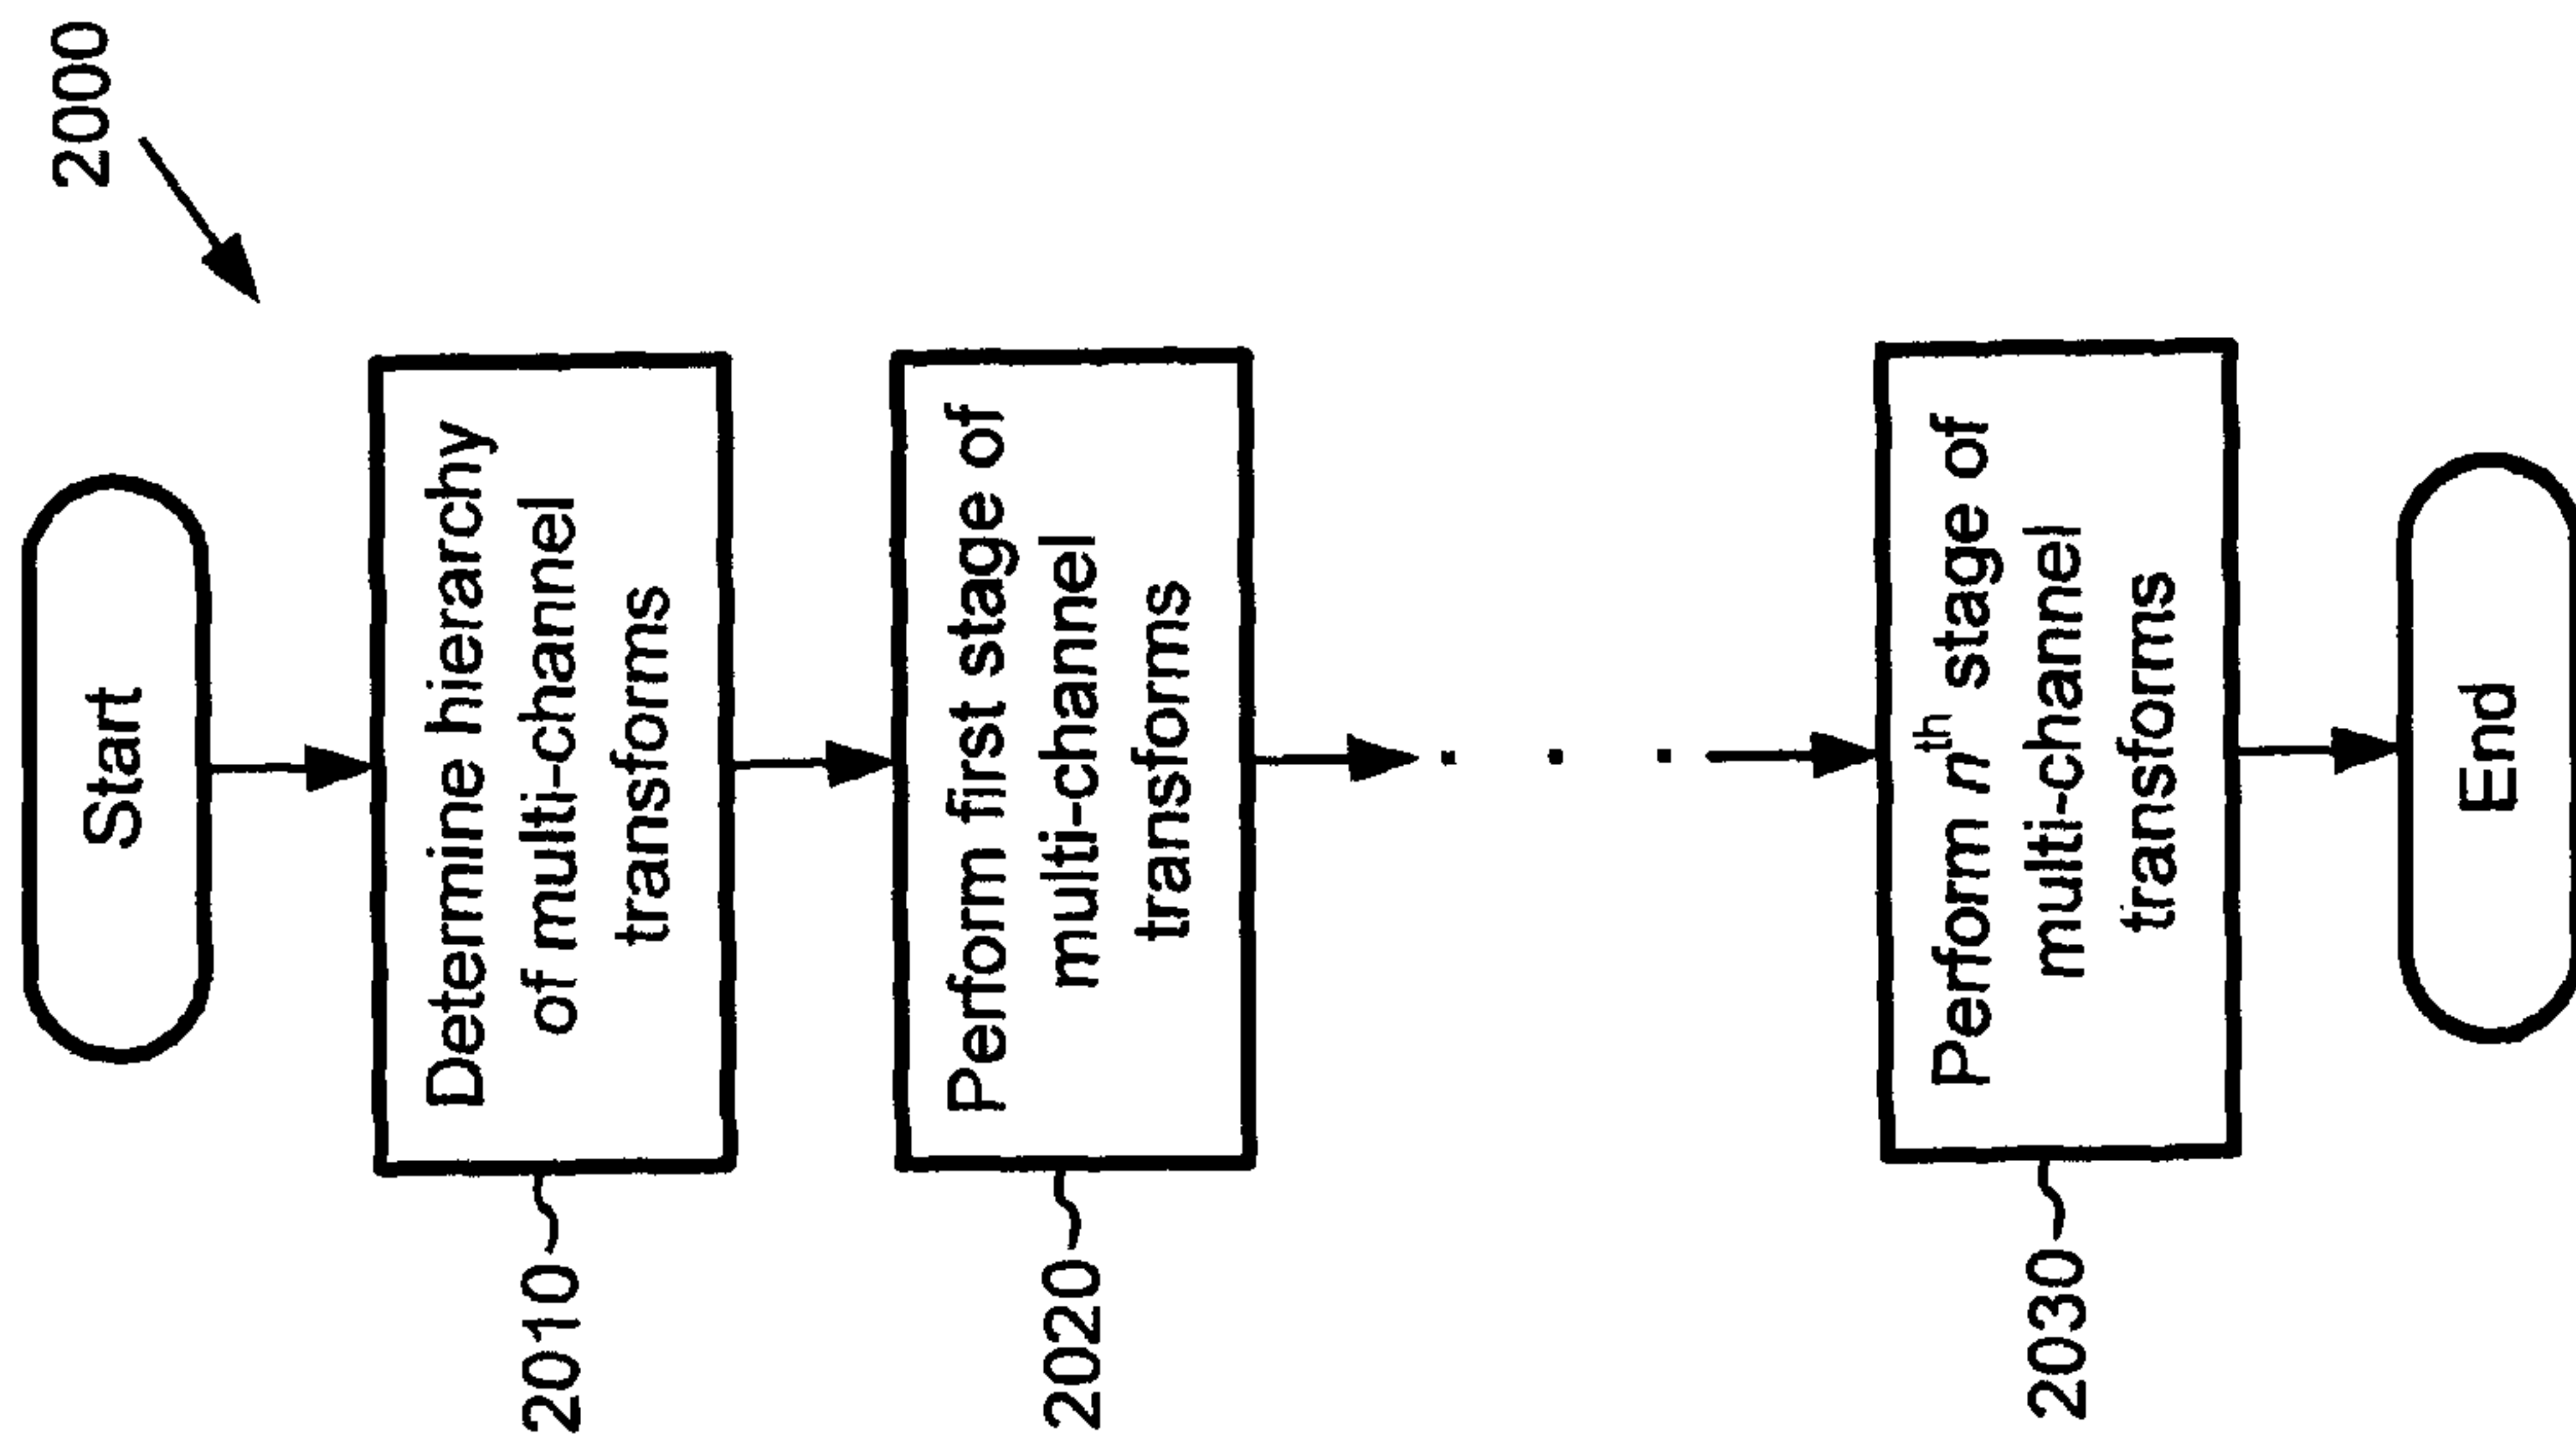 2000
Start
Determine hierarchy
of multi-channel
transforms
2010
Perform first stage of
multi-channel
transforms
2020
. . .
Perform nth stage of
multi-channel
transforms
2030
End